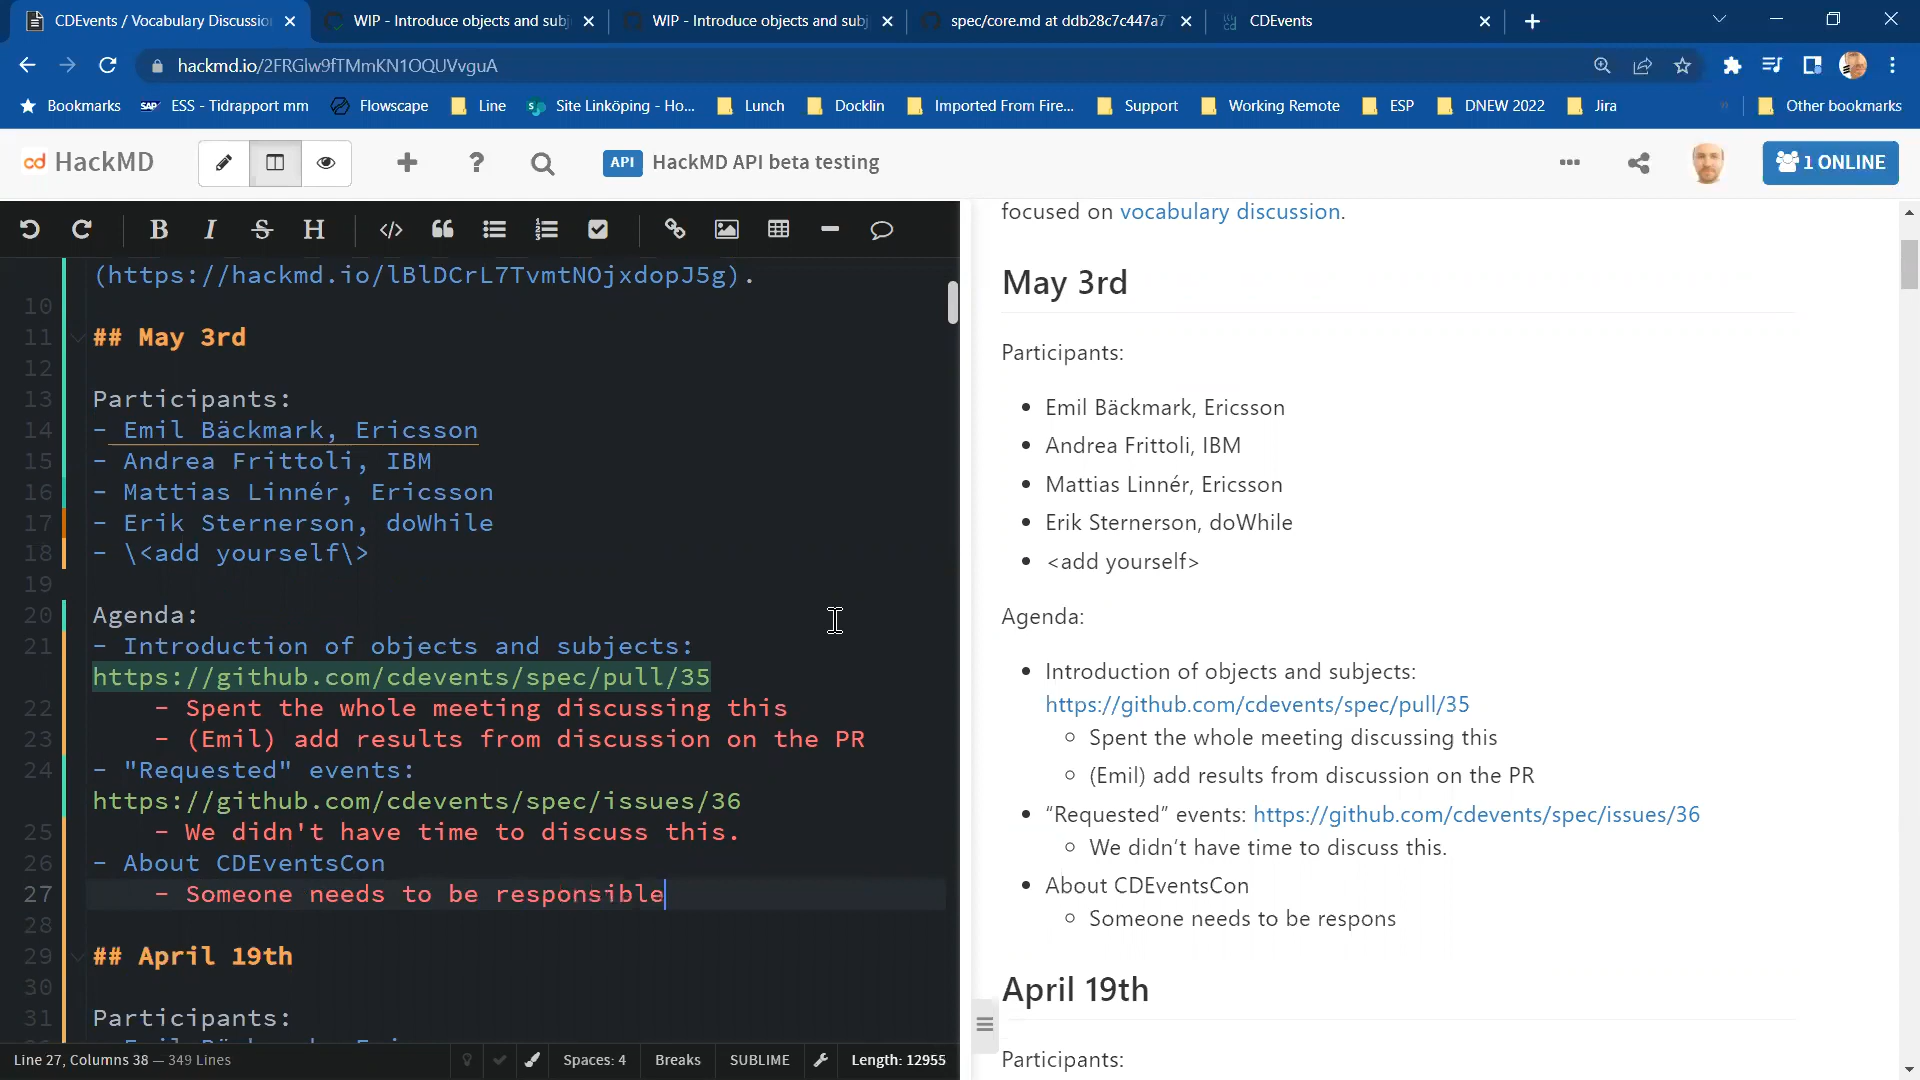 CDEvents / Vocabulary Discussio
WIP - Introduce objects and subj
WIP - Introduce objects and subj
spec/core.md at ddb28c7c447a7
CDEvents
hackmd.io/2FRGlw9fTMmKN1OQUVvguA
Bookmarks
ESS - Tidrapport mm
Flowscape
Line
Site Linköping - Ho...
Lunch
Docklin
Imported From Fire...
Support
Working Remote
ESP
DNEW 2022
Jira
Other bookmarks
HackMD
API HackMD API beta testing
1 ONLINE
(https://hackmd.io/lBlDCrL7TvmtNOjxdopJ5g).
10
11 ## May 3rd
12
13 Participants:
14 - Emil Bäckmark, Ericsson
15 - Andrea Frittoli, IBM
16 - Mattias Linnér, Ericsson
17 - Erik Sternerson, doWhile
18 - \<add yourself\>
19
20 Agenda:
21 - Introduction of objects and subjects:
https://github.com/cdevents/spec/pull/35
22 - Spent the whole meeting discussing this
23 - (Emil) add results from discussion on the PR
24 - "Requested" events:
https://github.com/cdevents/spec/issues/36
25 - We didn't have time to discuss this.
26 - About CDEventsCon
27 - Someone needs to be responsible
28
29 ## April 19th
30
31 Participants:
Line 27, Columns 38 — 349 Lines
Spaces: 4
Breaks
SUBLIME
Length: 12955
focused on vocabulary discussion.
May 3rd
Participants:
• Emil Bäckmark, Ericsson
• Andrea Frittoli, IBM
• Mattias Linnér, Ericsson
• Erik Sternerson, doWhile
• <add yourself>
Agenda:
• Introduction of objects and subjects:
https://github.com/cdevents/spec/pull/35
○ Spent the whole meeting discussing this
○ (Emil) add results from discussion on the PR
• “Requested” events: https://github.com/cdevents/spec/issues/36
○ We didn’t have time to discuss this.
• About CDEventsCon
○ Someone needs to be respons
April 19th
Participants: